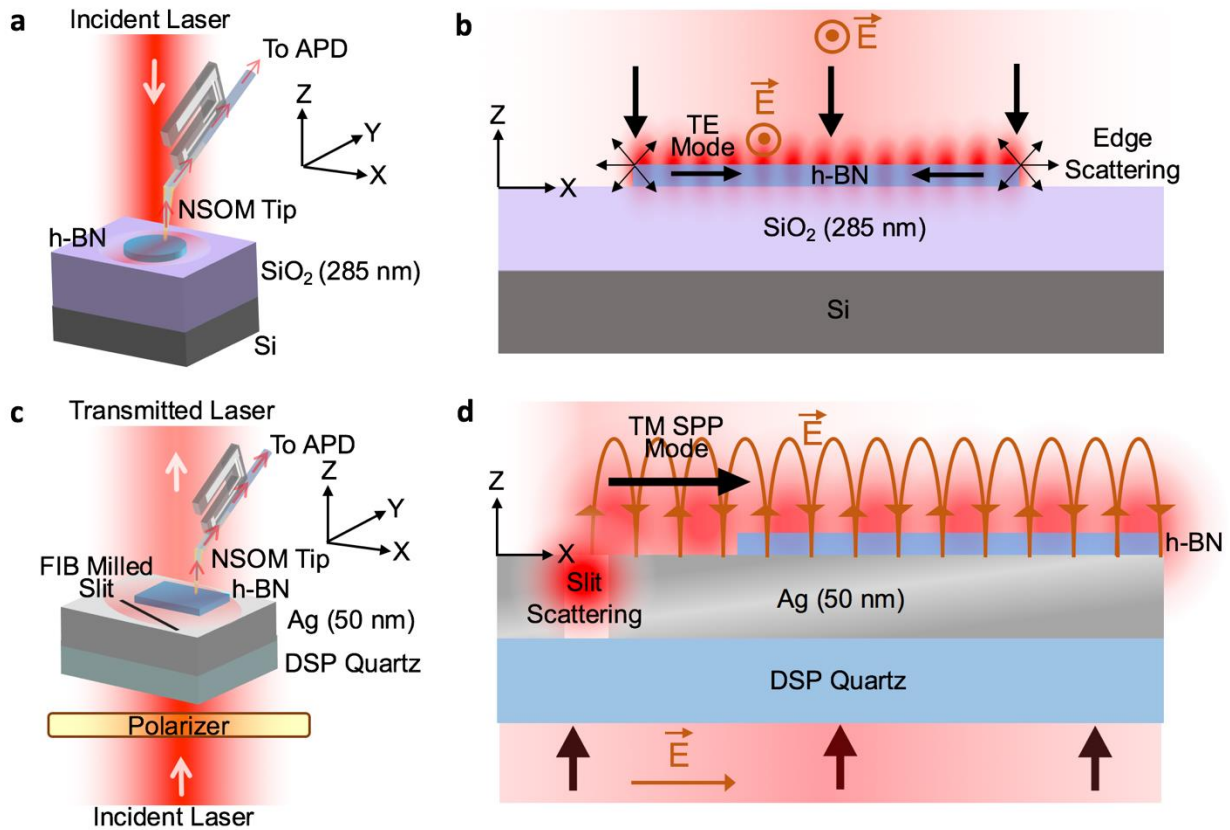 a
Incident Laser
To APD
Z
Y
X
NSOM Tip
h-BN
SiO₂ (285 nm)
Si
b
E
E
TE
Mode
Edge
Scattering
h-BN
X
SiO₂ (285 nm)
Si
c
Transmitted Laser
To APD
Z
Y
X
NSOM Tip
FIB Milled
Slit
h-BN
Ag (50 nm)
DSP Quartz
Polarizer
Incident Laser
d
TM SPP
Mode
E
Z
X
h-BN
Slit
Scattering
Ag (50 nm)
DSP Quartz
E